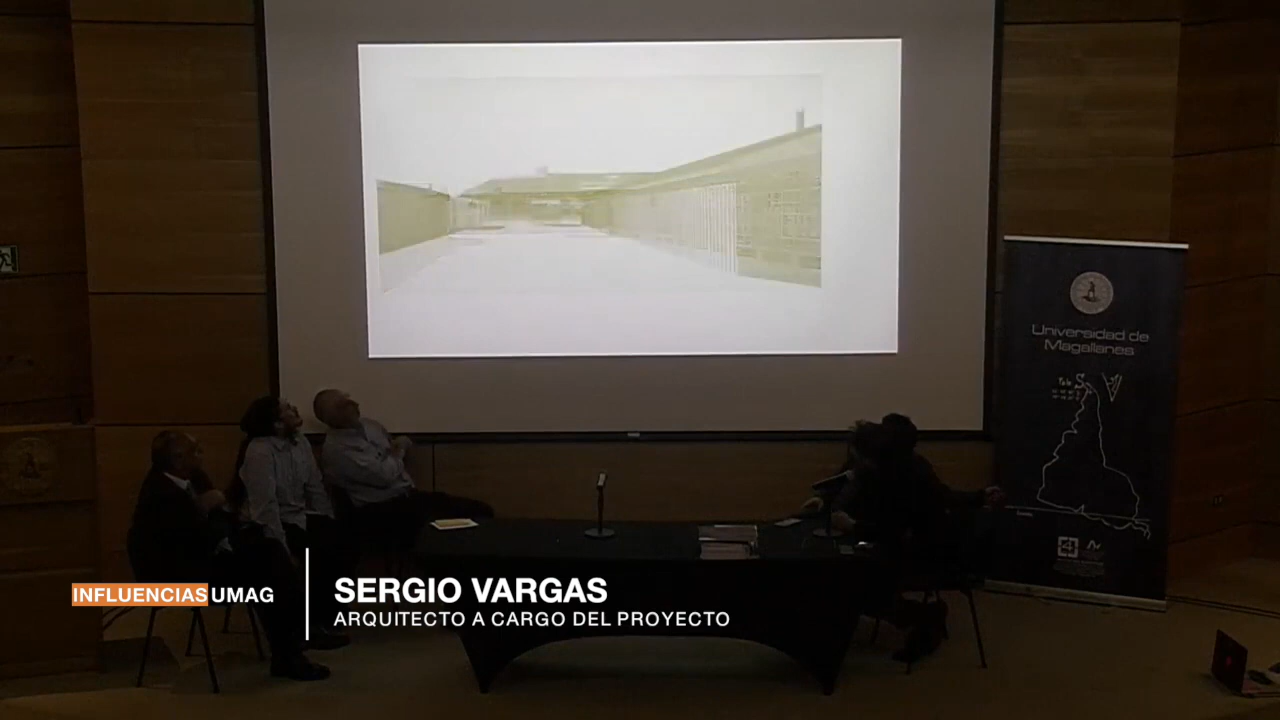 Universidad de
Magallanes
INFLUENCIAS UMAG
SERGIO VARGAS
ARQUITECTO A CARGO DEL PROYECTO